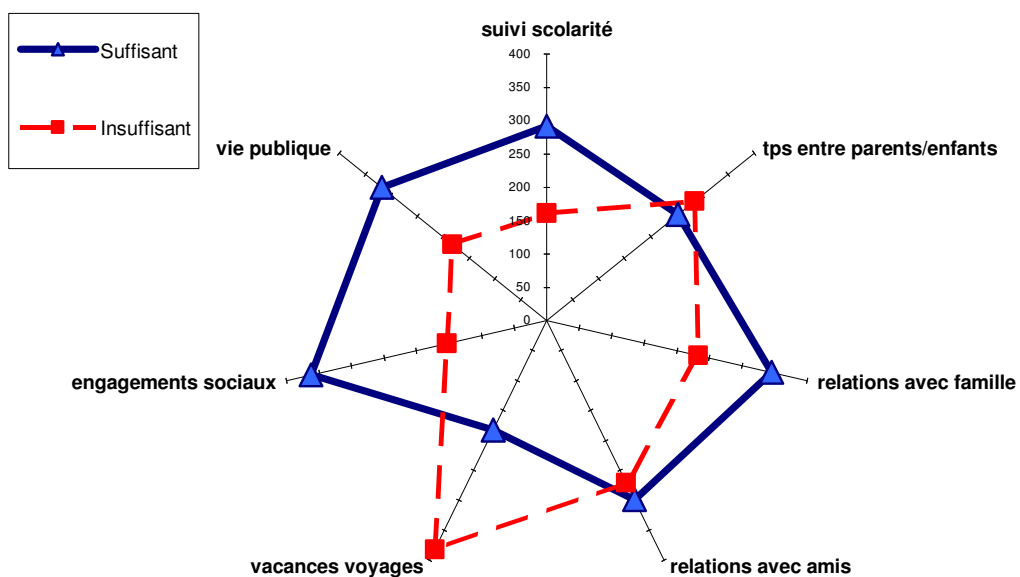 Suffisant
Insuffisant
suivi scolarité
400
350
300
250
200
150
100
50
0
vie publique
tps entre parents/enfants
engagements sociaux
relations avec famille
vacances voyages
relations avec amis